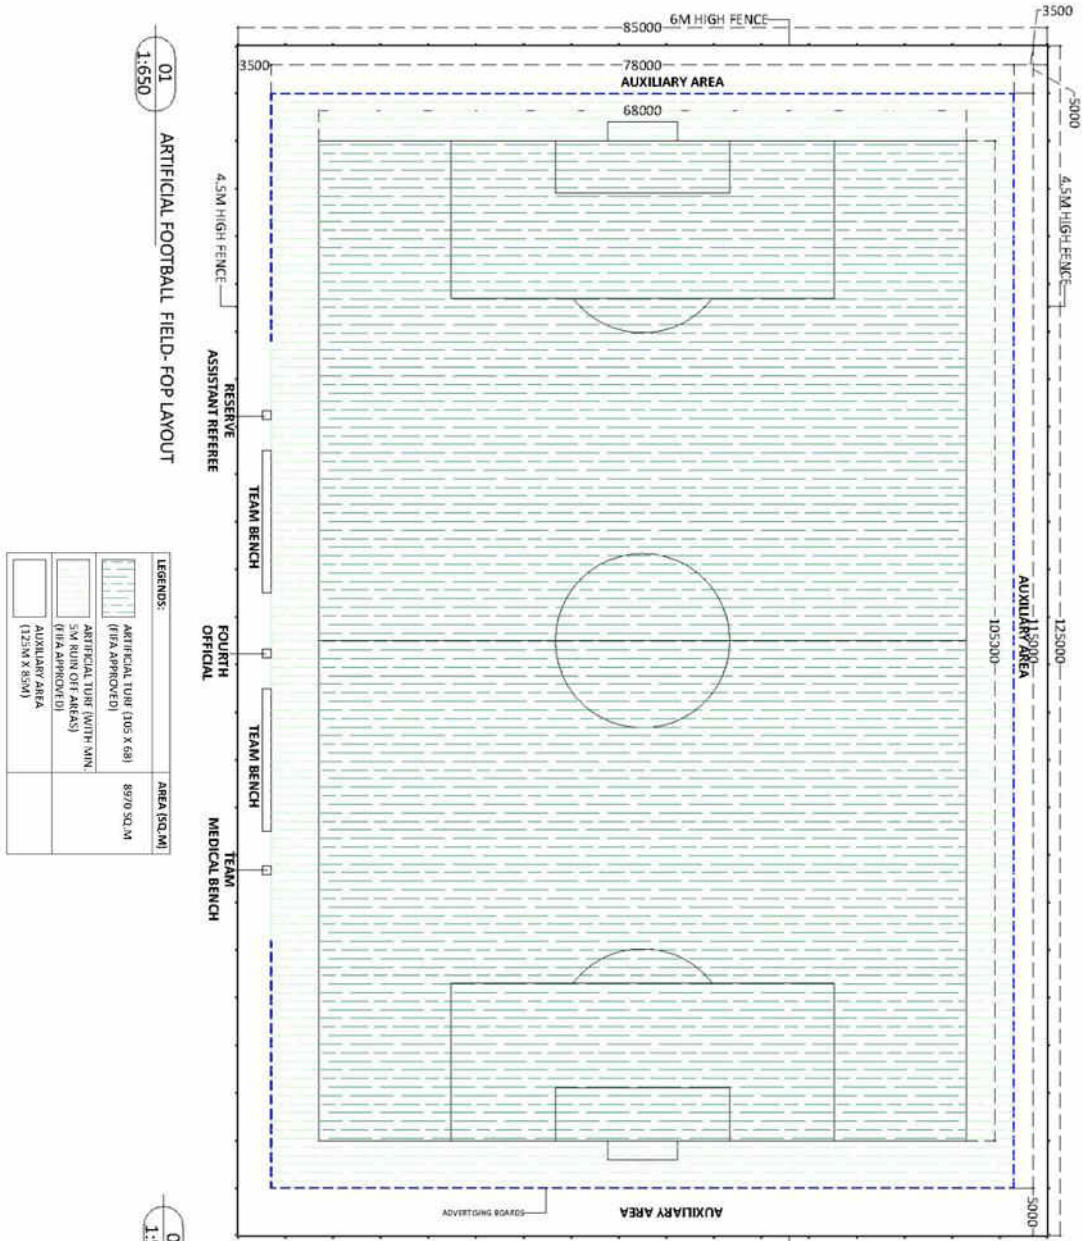 85000
6M HIGH FENCE
3500
3500
78000
AUXILIARY AREA
5000
68000
4.5M HIGH FENCE
4.5M HIGH FENCE
01
1:650
ARTIFICIAL FOOTBALL FIELD- FOP LAYOUT
RESERVE
ASSISTANT REFEREE
TEAM BENCH
FOURTH
OFFICIAL
TEAM BENCH
TEAM
MEDICAL BENCH
AUXILIARY AREA
115000
125000
105000
LEGENDS:
AREA (SQ.M)
ARTIFICIAL TURF (105 X 68)
(FIFA APPROVED)
8970 SQ.M
ARTIFICIAL TURF (WITH MIN.
5M RUIN OFF AREAS)
(FIFA APPROVED)
AUXILIARY AREA
(125M X 85M)
ADVERTISING BOARDS
AUXILIARY AREA
5000